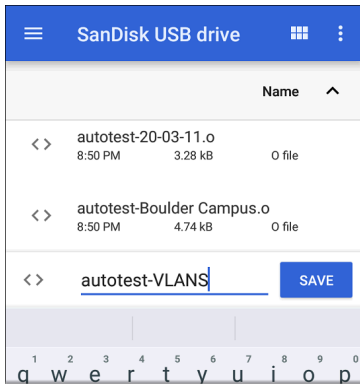 SanDisk USB drive
Name
autotest-20-03-11.o
8:50 PM 3.28 kB O file
autotest-Boulder Campus.o
8:50 PM 4.74 kB O file
autotest-VLANS SAVE
1 2 3 4 5 6 7 8 9 0
q w e r t y u i o p